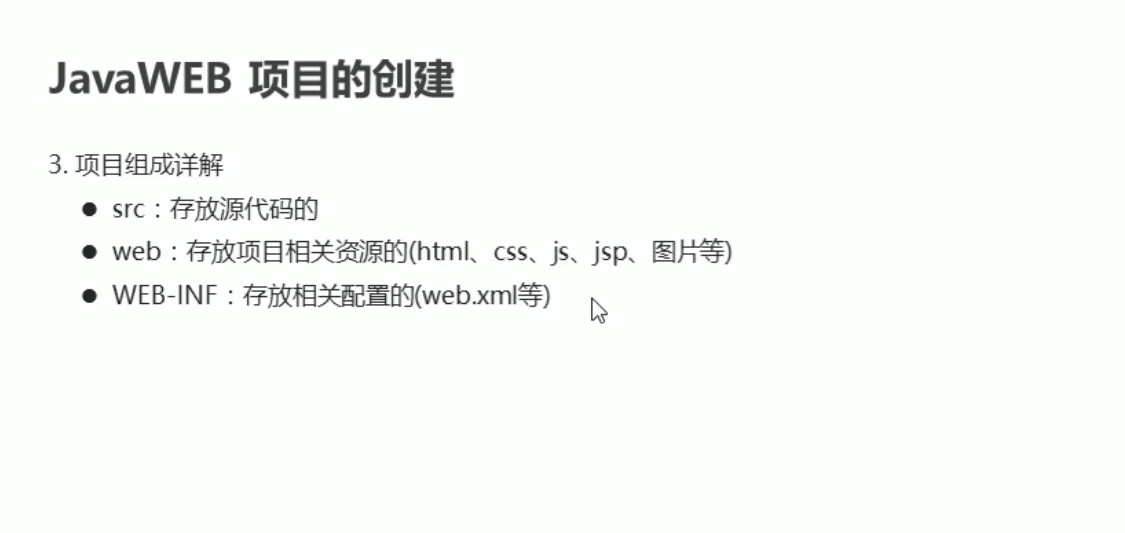 JavaWEB 项目的创建
3. 项目组成详解
● src：存放源代码的
● web：存放项目相关资源的(html、css、js、jsp、图片等)
● WEB-INF：存放相关配置的(web.xml等)